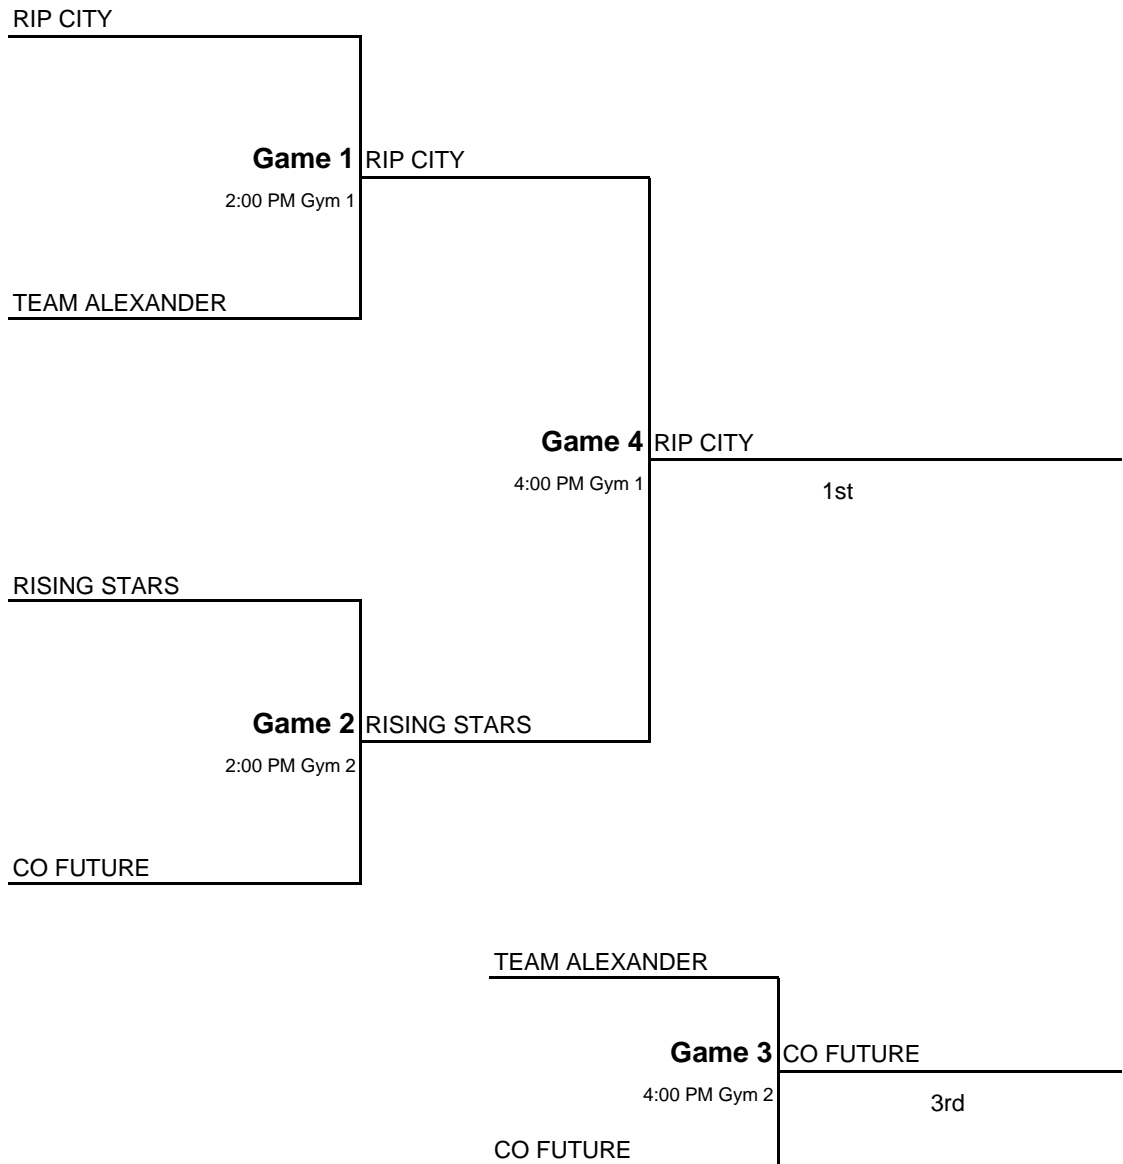 RIP CITY
Game 1 RIP CITY
2:00 PM Gym 1
TEAM ALEXANDER
Game 4 RIP CITY
4:00 PM Gym 1
1st
RISING STARS
Game 2 RISING STARS
2:00 PM Gym 2
CO FUTURE
TEAM ALEXANDER
Game 3 CO FUTURE
4:00 PM Gym 2
3rd
CO FUTURE